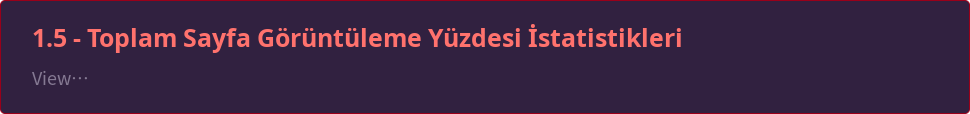 1.5 - Toplam Sayfa Görüntüleme Yüzdesi İstatistikleri
View⋯